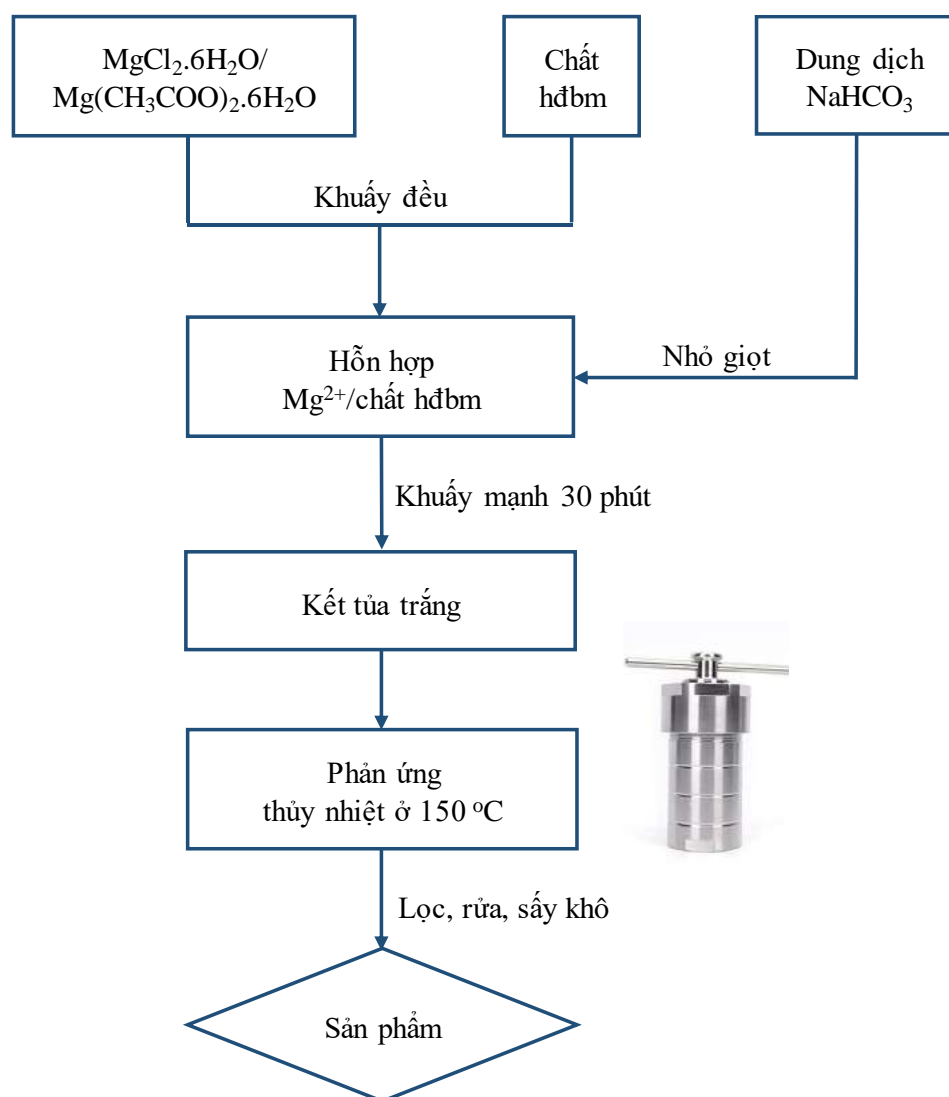 MgCl₂.6H₂O/
Mg(CH₃COO)₂.6H₂O
Chất
hđbm
Dung dịch
NaHCO₃
Khuấy đều
Hỗn hợp
Mg²⁺/chất hđbm
Nhỏ giọt
Khuấy mạnh 30 phút
Kết tủa trắng
Phản ứng
thủy nhiệt ở 150 ᵒC
Lọc, rửa, sấy khô
Sản phẩm